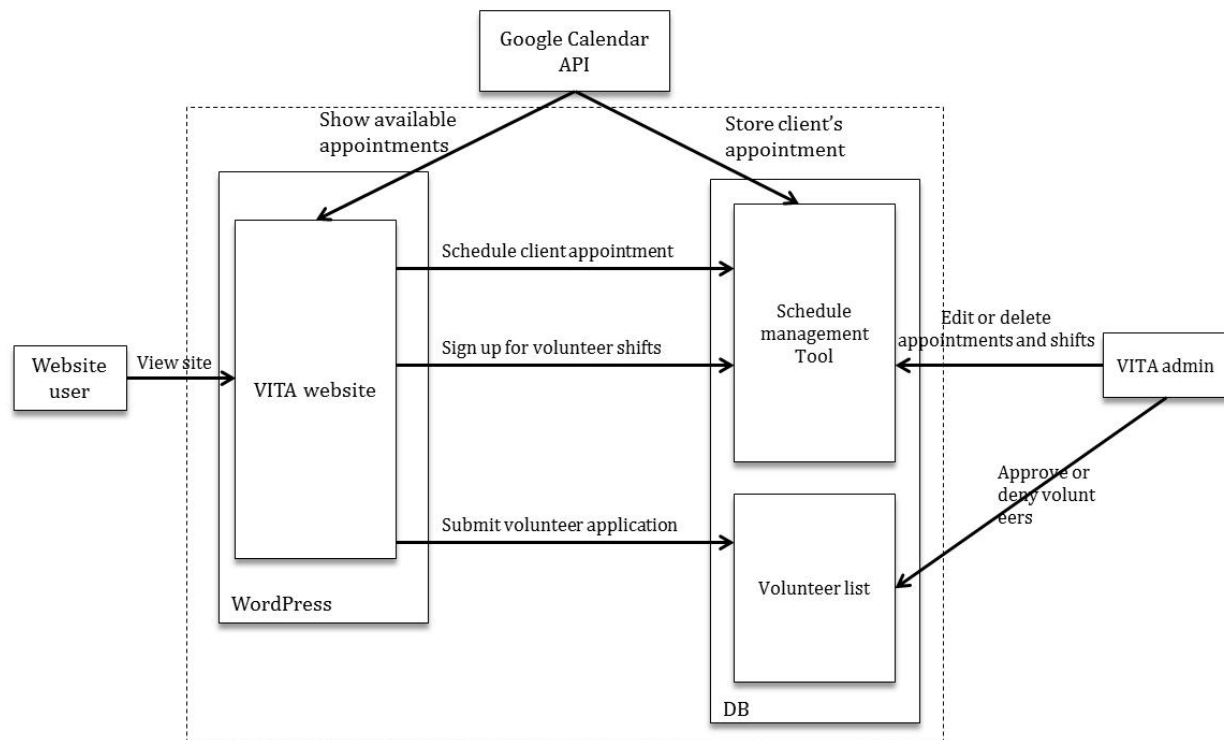 Google Calendar
API
Show available
appointments
Store client's
appointment
Schedule client appointment
Schedule
management
Tool
Edit or delete
appointments and shifts
Sign up for volunteer shifts
Website
user
View site
VITA website
VITA admin
Approve or
deny volunt
eers
Submit volunteer application
Volunteer list
WordPress
DB